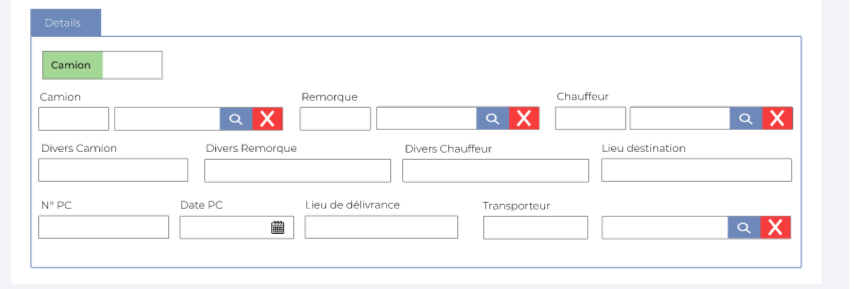 Details
Camion
Camion Remorque Chauffeur
Divers Camion Divers Remorque Divers Chauffeur Lieu destination
N° PC Date PC Lieu de délivrance Transporteur